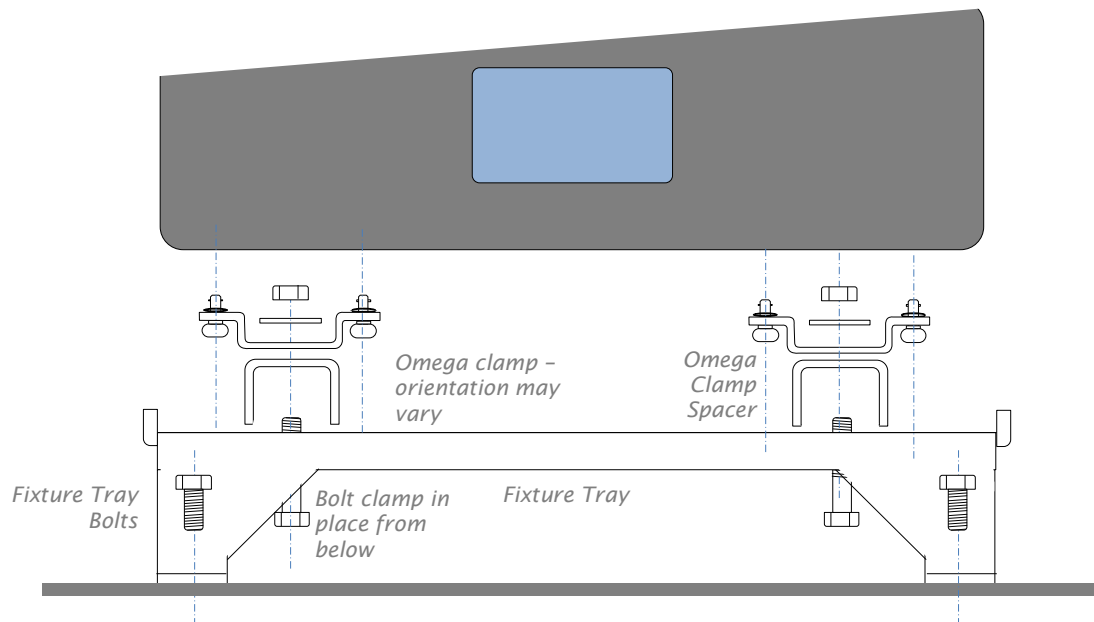 Omega clamp –
orientation may
vary
Omega
Clamp
Spacer
Fixture Tray
Bolts
Bolt clamp in
place from
below
Fixture Tray